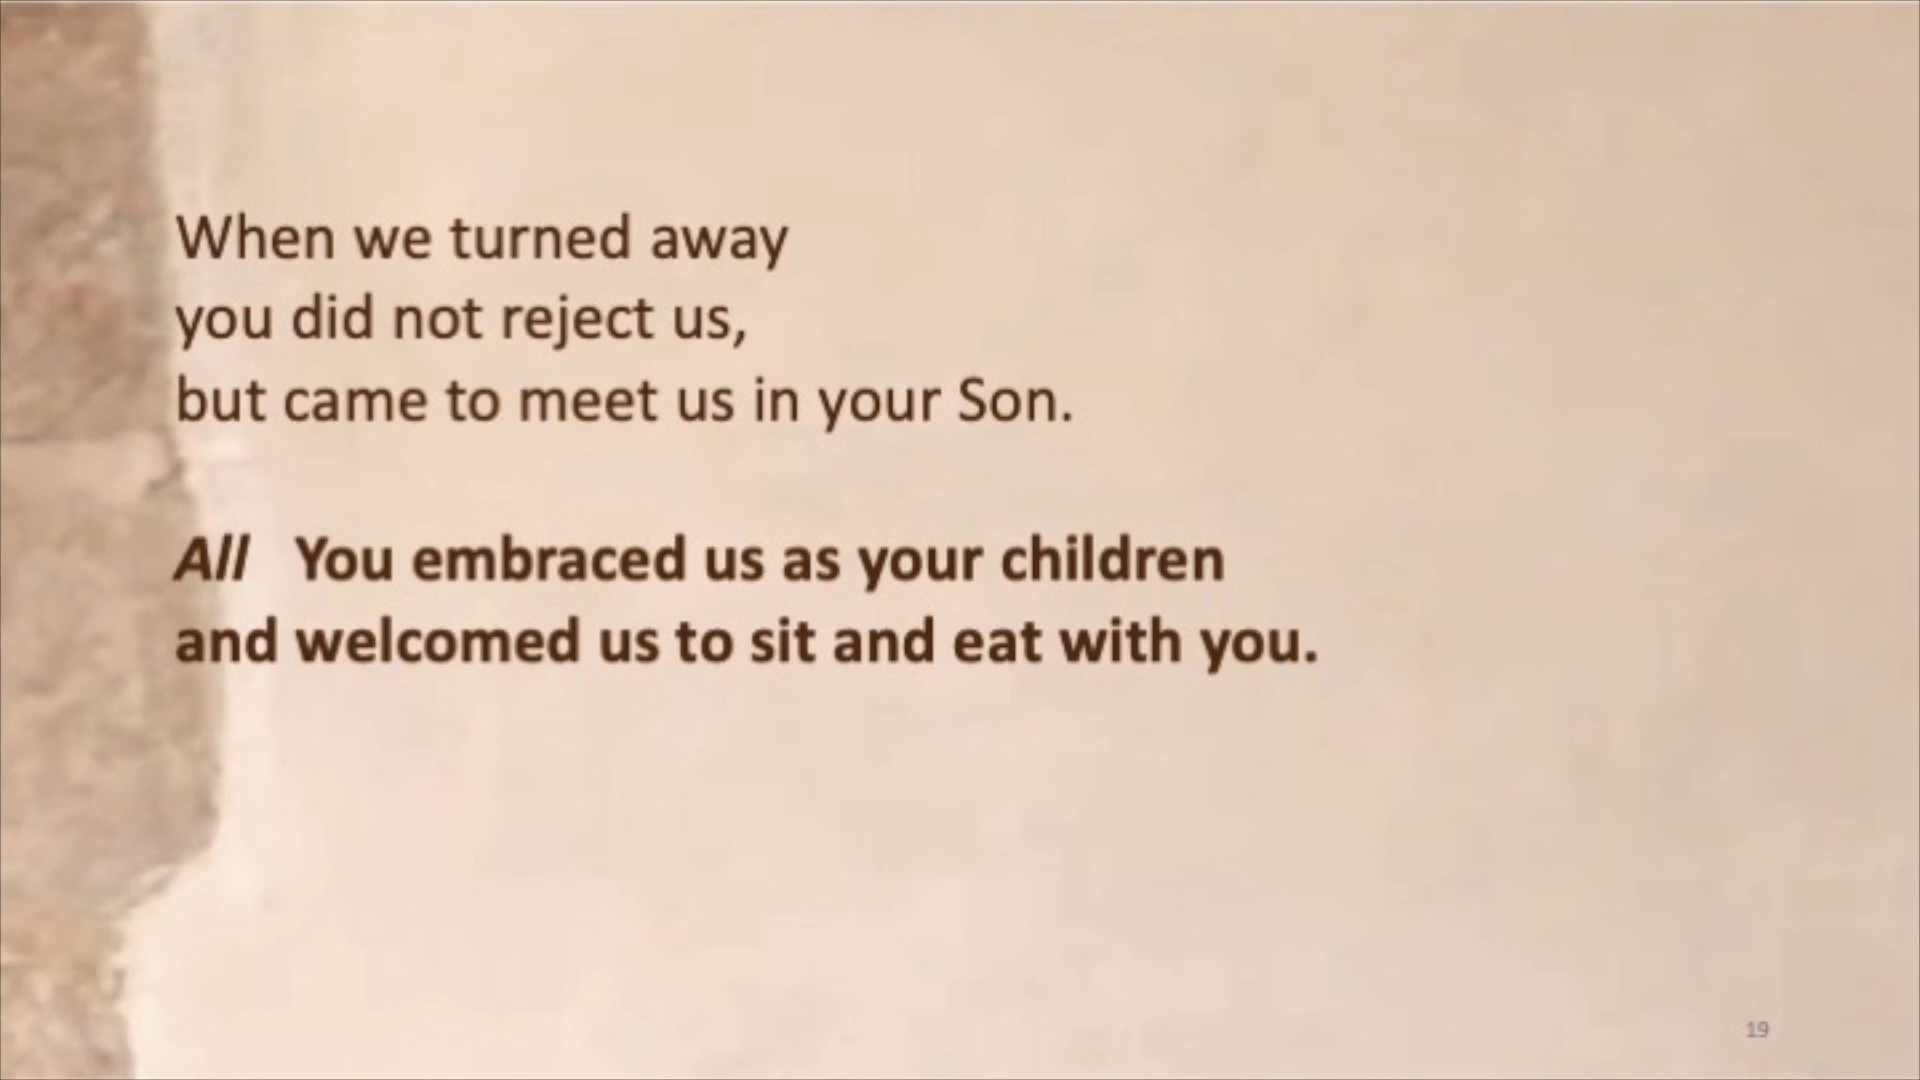 When we turned away
you did not reject us,
but came to meet us in your Son.
All You embraced us as your children
and welcomed us to sit and eat with you.
19